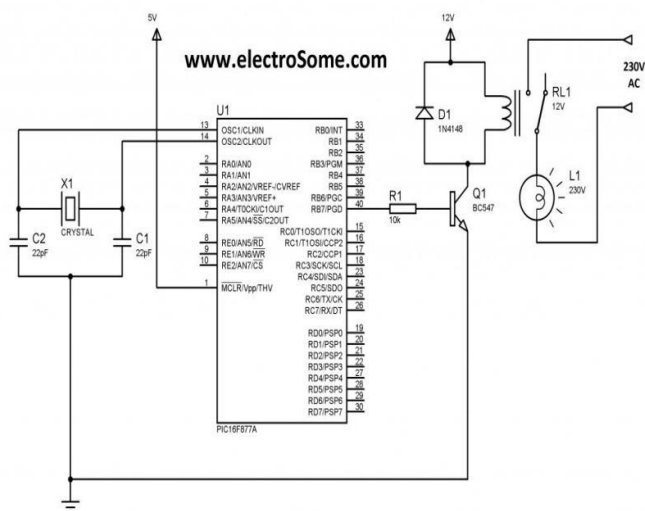 5V
12V
www.electroSome.com
230V
AC
U1
D1
1N4148
RL1
12V
13 OSC1/CLKIN RB0/INT 33
14 OSC2/CLKOUT RB1 34
RB2 35
2 RA0/AN0 RB3/PGM 36
3 RA1/AN1 RB4 37
4 RA2/AN2/VREF-/CVREF RB5 38
5 RA3/AN3/VREF+ RB6/PGC 39
6 RA4/T0CKI/C1OUT RB7/PGD 40
7 RA5/AN4/SS/C2OUT
RC0/T1OSO/T1CKI 15
8 RE0/AN5/RD RC1/T1OSI/CCP2 16
9 RE1/AN6/WR RC2/CCP1 17
10 RE2/AN7/CS RC3/SCK/SCL 18
RC4/SDI/SDA 23
1 MCLR/Vpp/THV RC5/SDO 24
RC6/TX/CK 25
RC7/RX/DT 26
RD0/PSP0 19
RD1/PSP1 20
RD2/PSP2 21
RD3/PSP3 22
RD4/PSP4 27
RD5/PSP5 28
RD6/PSP6 29
RD7/PSP7 30
PIC16F877A
X1
CRYSTAL
C2
22pF
C1
22pF
R1
10k
Q1
BC547
L1
230V